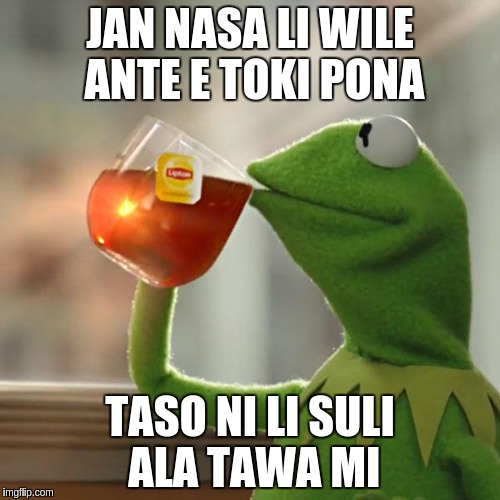 JAN NASA LI WILE
ANTE E TOKI PONA
Lipton
TASO NI LI SULI
ALA TAWA MI
imgflip.com